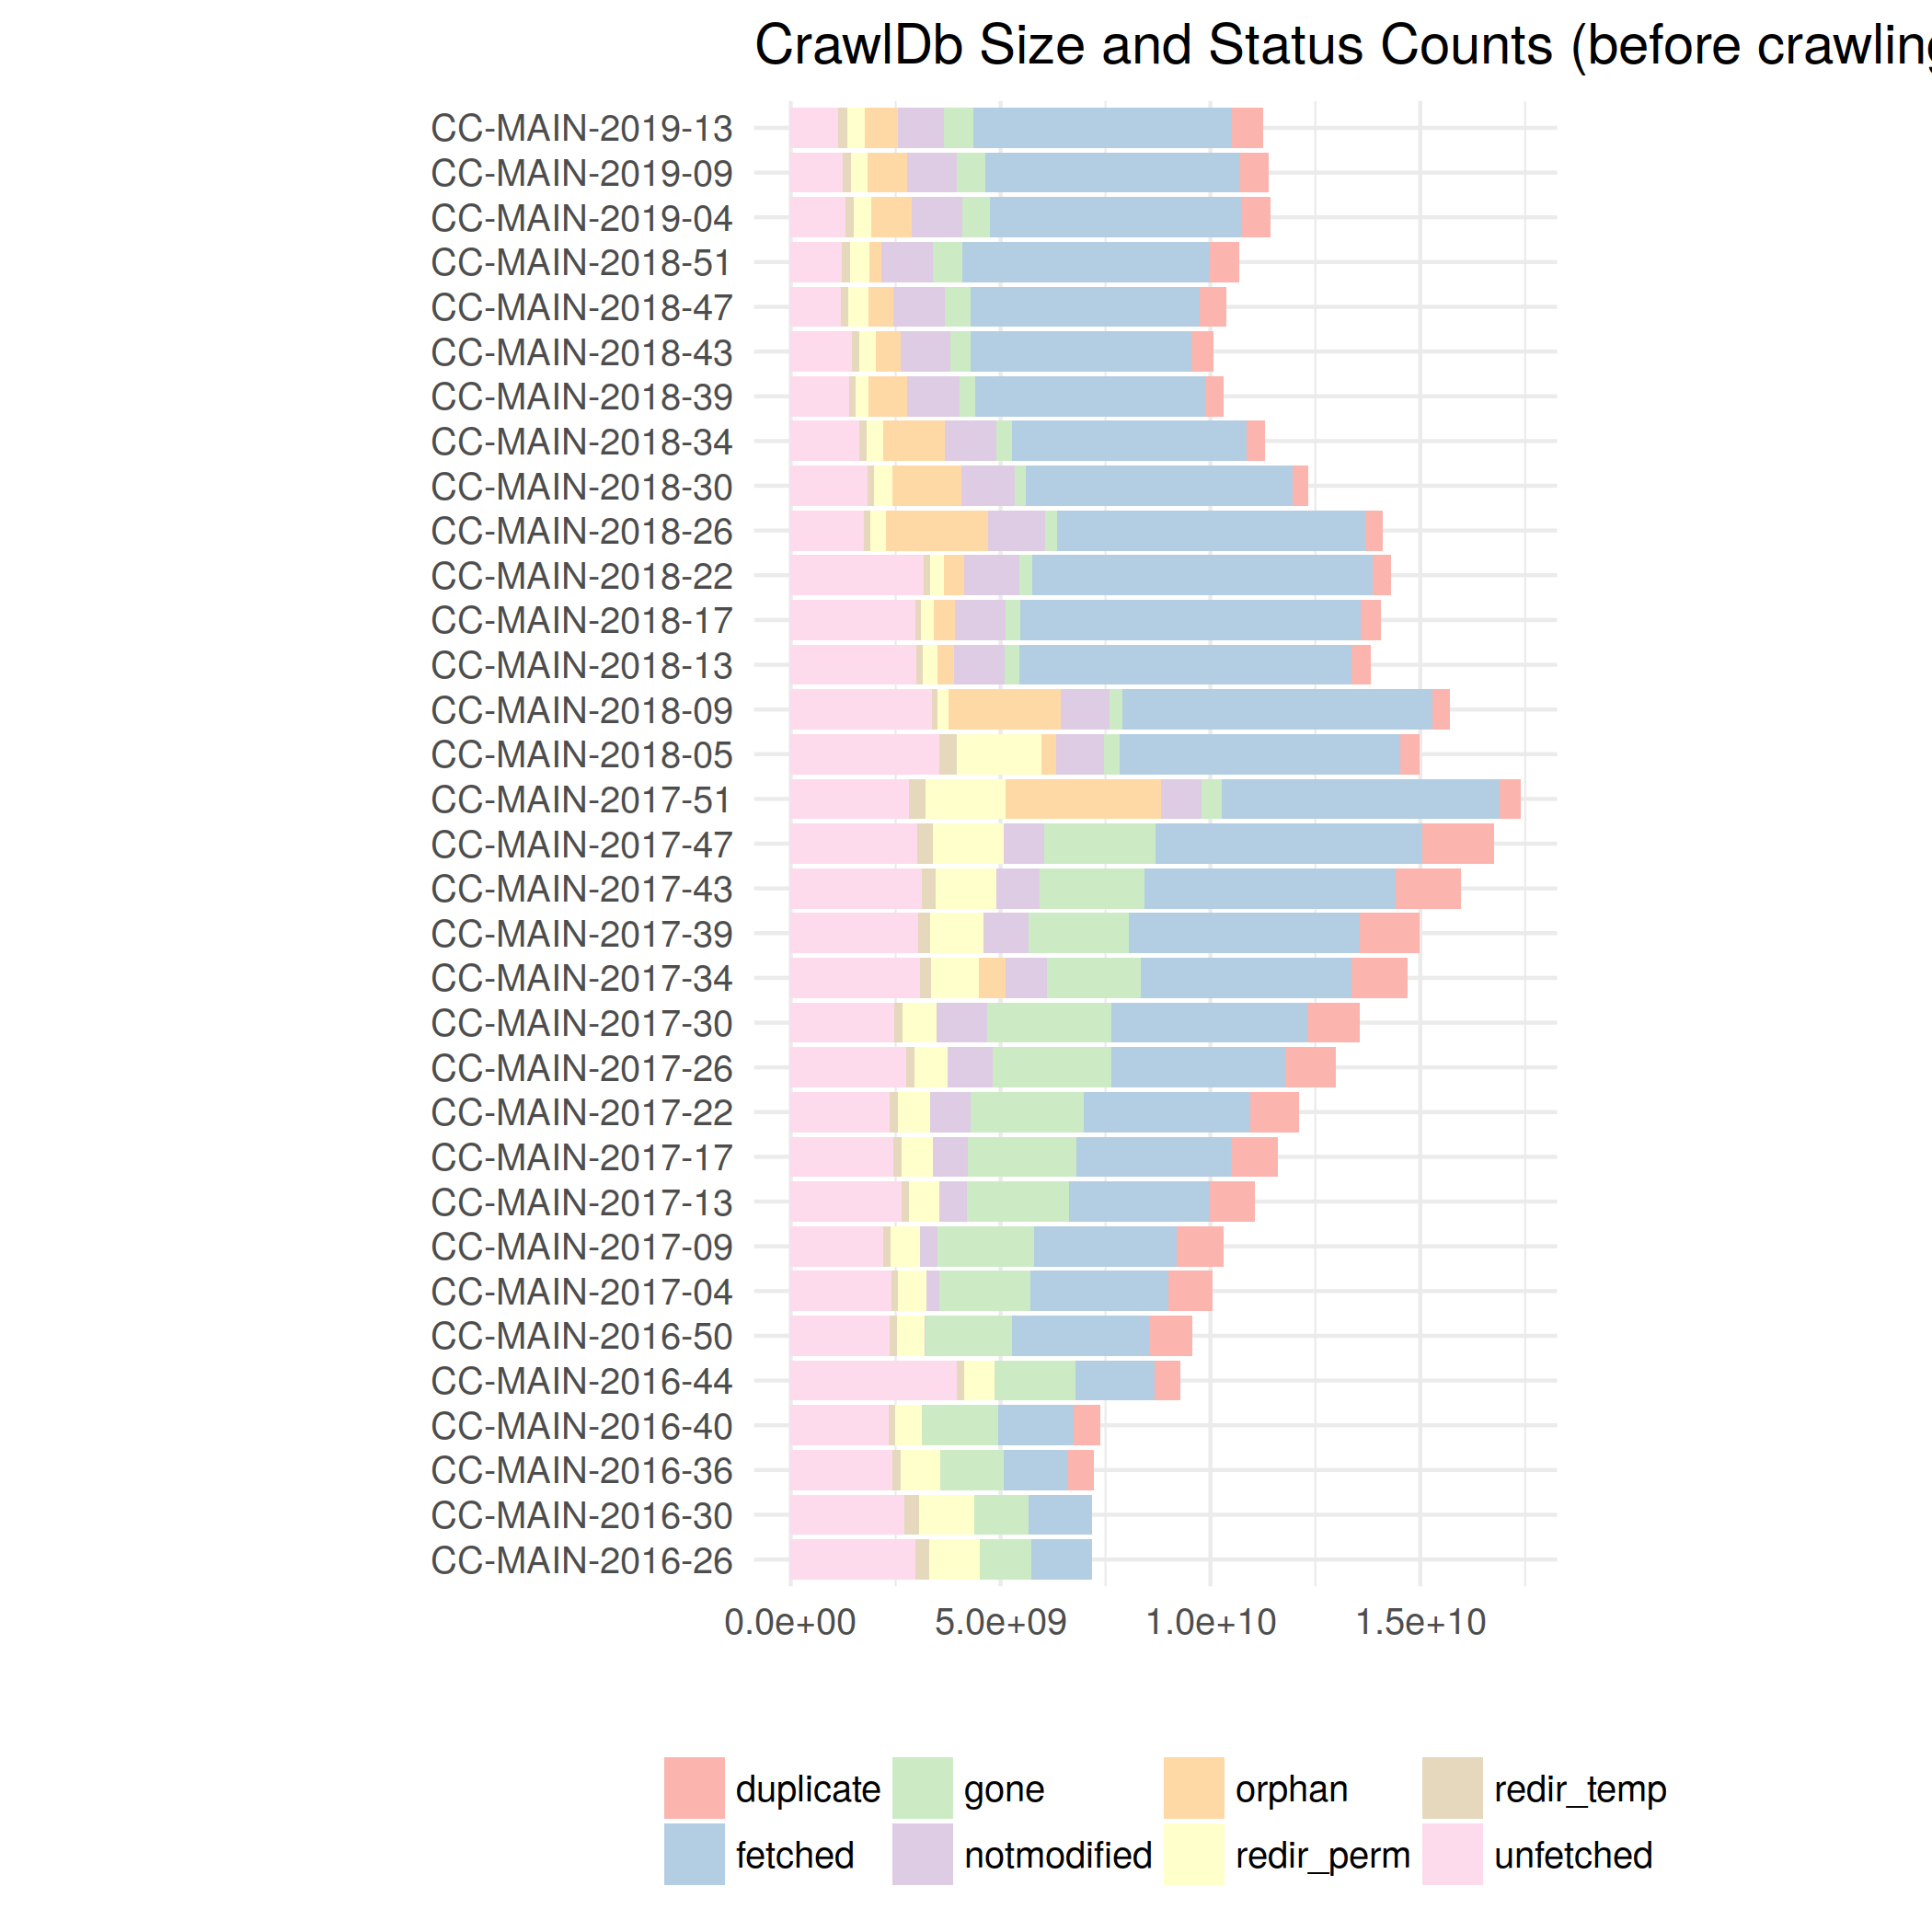 CrawlDb Size and Status Counts (before crawling
CC-MAIN-2019-13
CC-MAIN-2019-09
CC-MAIN-2019-04
CC-MAIN-2018-51
CC-MAIN-2018-47
CC-MAIN-2018-43
CC-MAIN-2018-39
CC-MAIN-2018-34
CC-MAIN-2018-30
CC-MAIN-2018-26
CC-MAIN-2018-22
CC-MAIN-2018-17
CC-MAIN-2018-13
CC-MAIN-2018-09
CC-MAIN-2018-05
CC-MAIN-2017-51
CC-MAIN-2017-47
CC-MAIN-2017-43
CC-MAIN-2017-39
CC-MAIN-2017-34
CC-MAIN-2017-30
CC-MAIN-2017-26
CC-MAIN-2017-22
CC-MAIN-2017-17
CC-MAIN-2017-13
CC-MAIN-2017-09
CC-MAIN-2017-04
CC-MAIN-2016-50
CC-MAIN-2016-44
CC-MAIN-2016-40
CC-MAIN-2016-36
CC-MAIN-2016-30
CC-MAIN-2016-26
0.0e+00 5.0e+09 1.0e+10 1.5e+10
duplicate gone orphan redir_temp
fetched notmodified redir_perm unfetched